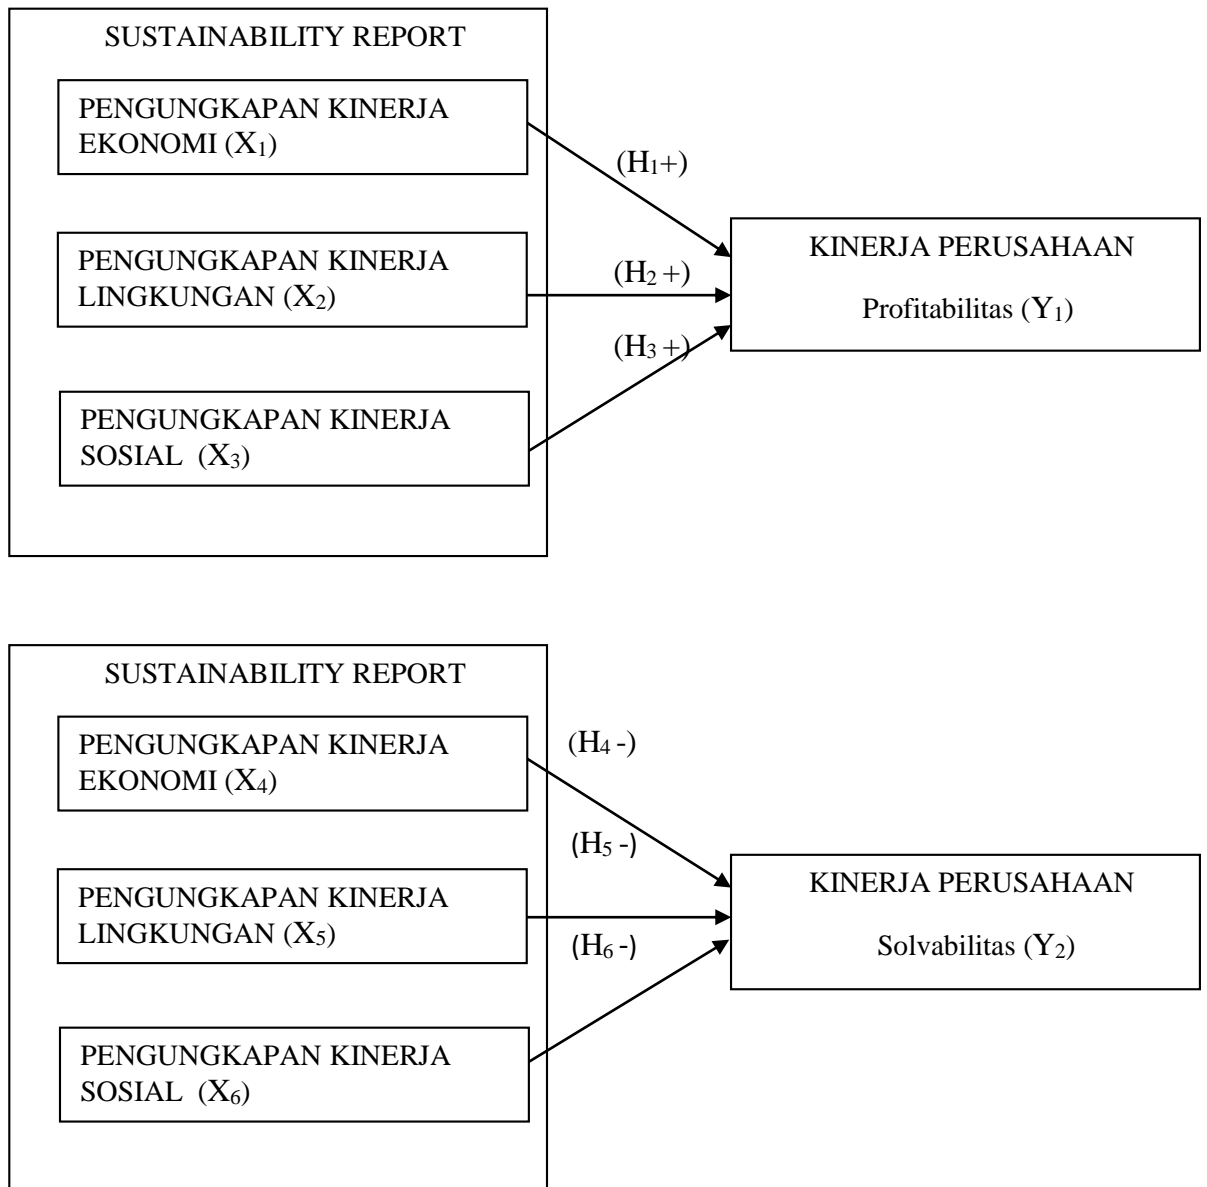 SUSTAINABILITY REPORT
PENGUNGKAPAN KINERJA
EKONOMI (X₁)
(H₁+)
PENGUNGKAPAN KINERJA
LINGKUNGAN (X₂)
(H₂ +)
KINERJA PERUSAHAAN
Profitabilitas (Y₁)
(H₃ +)
PENGUNGKAPAN KINERJA
SOSIAL (X₃)
SUSTAINABILITY REPORT
PENGUNGKAPAN KINERJA
EKONOMI (X₄)
(H₄ -)
(H₅ -)
PENGUNGKAPAN KINERJA
LINGKUNGAN (X₅)
(H₆ -)
KINERJA PERUSAHAAN
Solvabilitas (Y₂)
PENGUNGKAPAN KINERJA
SOSIAL (X₆)